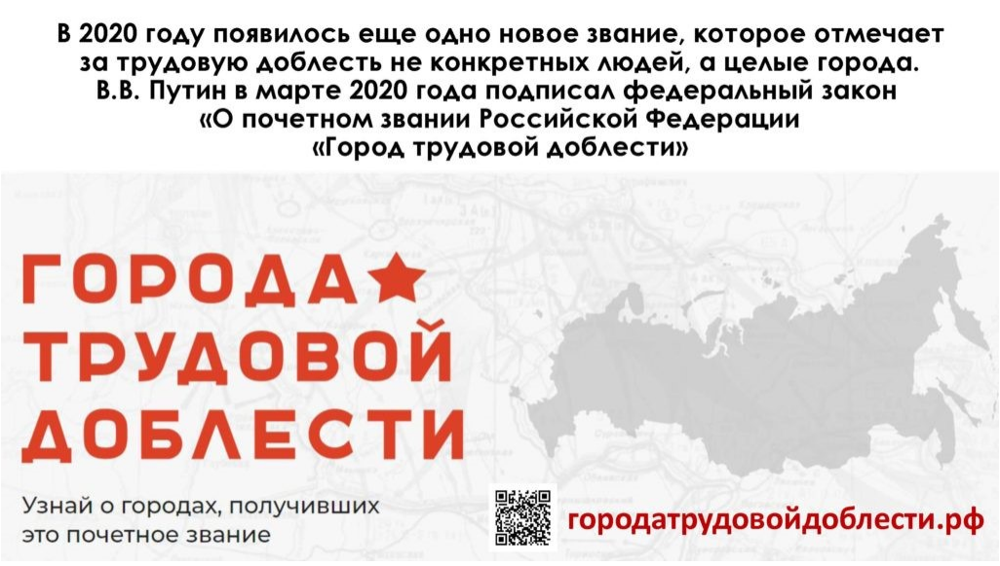 В 2020 году появилось еще одно новое звание, которое отмечает
за трудовую доблесть не конкретных людей, а целые города.
В.В. Путин в марте 2020 года подписал федеральный закон
«О почетном звании Российской Федерации
«Город трудовой доблести»
ГОРОДА
ТРУДОВОЙ
ДОБЛЕСТИ
Узнай о городах, получивших
это почетное звание
городатрудовойдоблести.рф